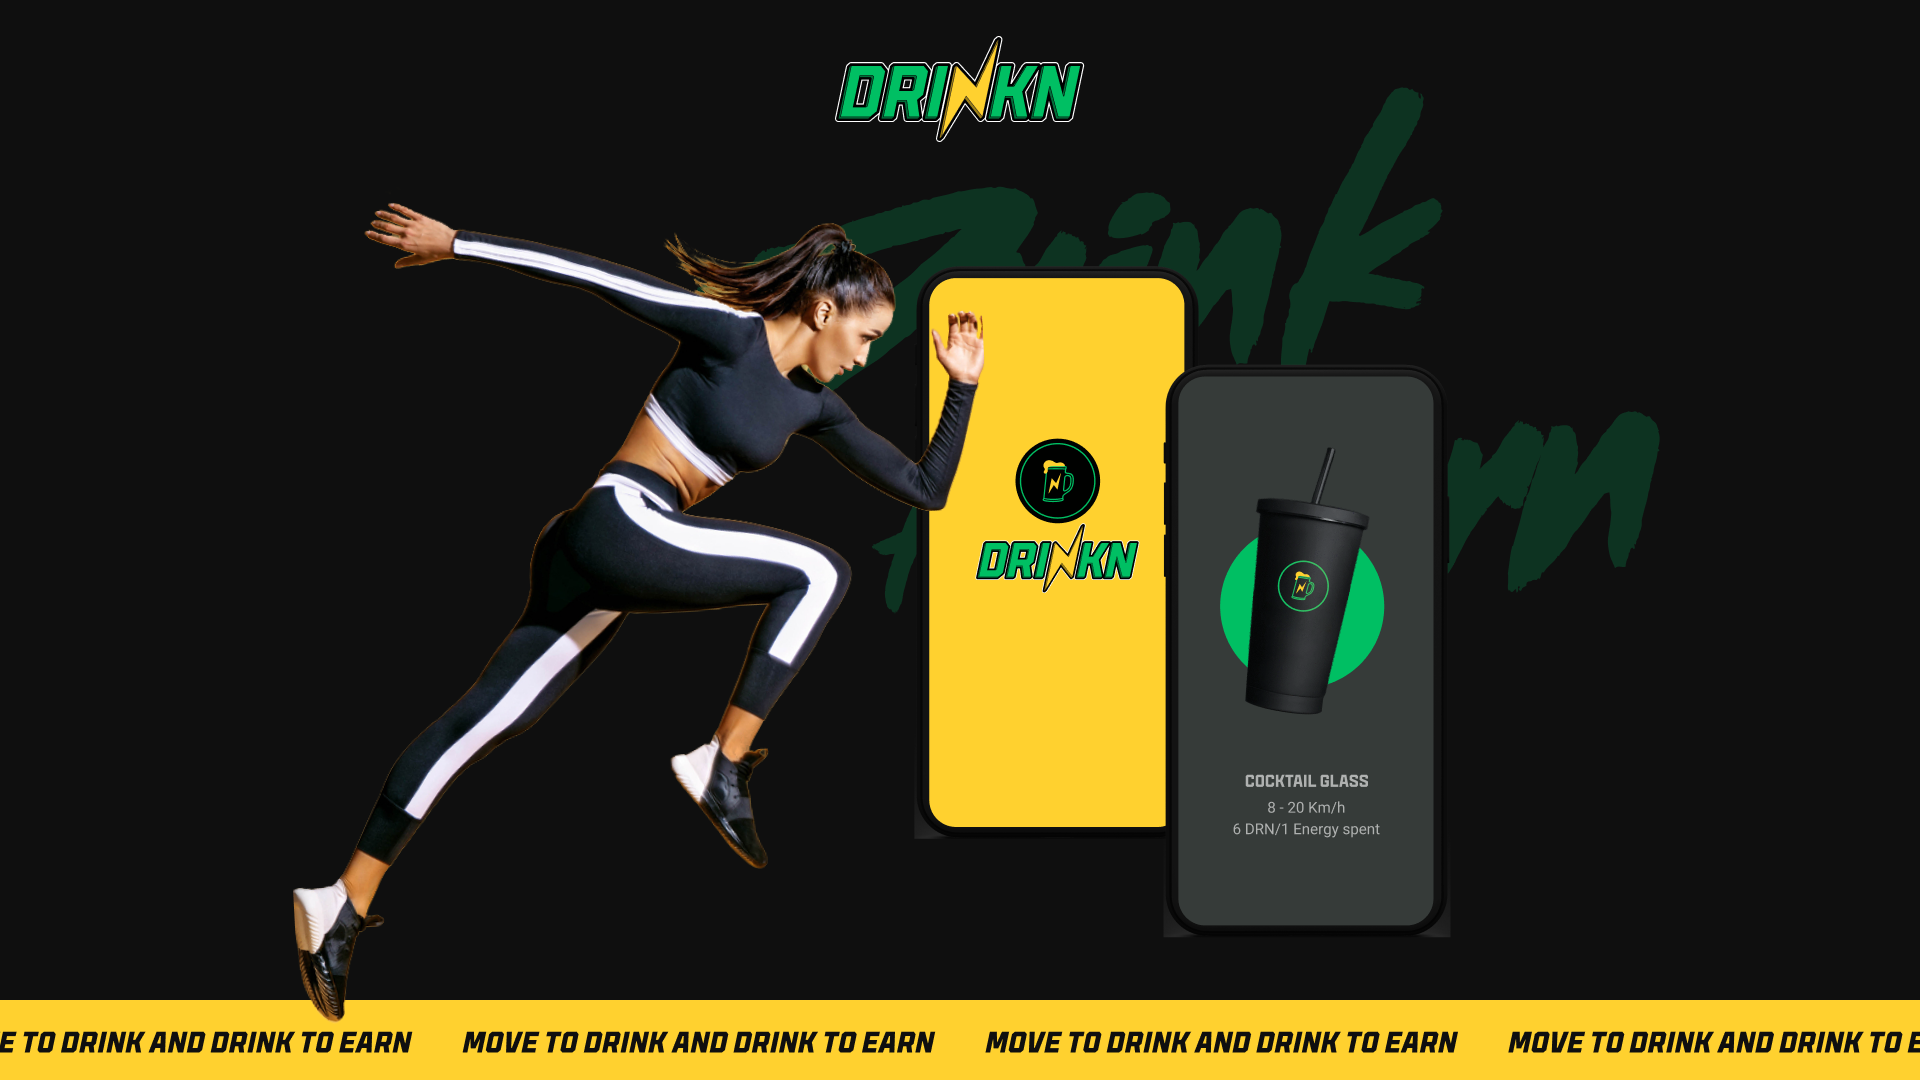 DRINKN
Drink
Earn
DRINKN
COCKTAIL GLASS
8 - 20 Km/h
6 DRN/1 Energy spent
E TO DRINK AND DRINK TO EARN MOVE TO DRINK AND DRINK TO EARN MOVE TO DRINK AND DRINK TO EARN MOVE TO DRINK AND DRINK TO E